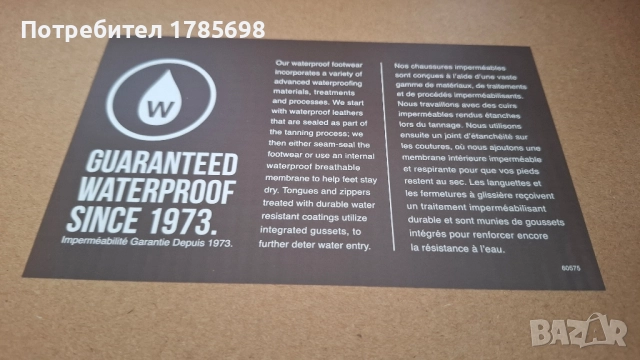 Потребител 1785698
W
GUARANTEED
WATERPROOF
SINCE 1973.
Imperméabilité Garantie Depuis 1973.
Our waterproof footwear
incorporates a variety of
advanced waterproofing
materials, treatments
and processes. We start
with waterproof leathers
that are sealed as part of
the tanning process; we
then either seam-seal the
footwear or use an internal
waterproof breathable
membrane to help feet stay
dry. Tongues and zippers
treated with durable water
resistant coatings utilize
integrated gussets, to
further deter water entry.
Nos chaussures imperméables
sont conçues à l'aide d'une vaste
gamme de matériaux, de traitements
et de procédés imperméabilisants.
Nous travaillons avec des cuirs
imperméables rendus étanches
lors du tannage. Nous utilisons
ensuite un joint d'étanchéité sur
les coutures, où nous ajoutons une
membrane intérieure imperméable
et respirante pour que vos pieds
restent au sec. Les languettes et
les fermetures à glissière reçoivent
un traitement imperméabilisant
durable et sont munies de goussets
intégrés pour renforcer encore
la résistance à l'eau.
60575
BAZAR